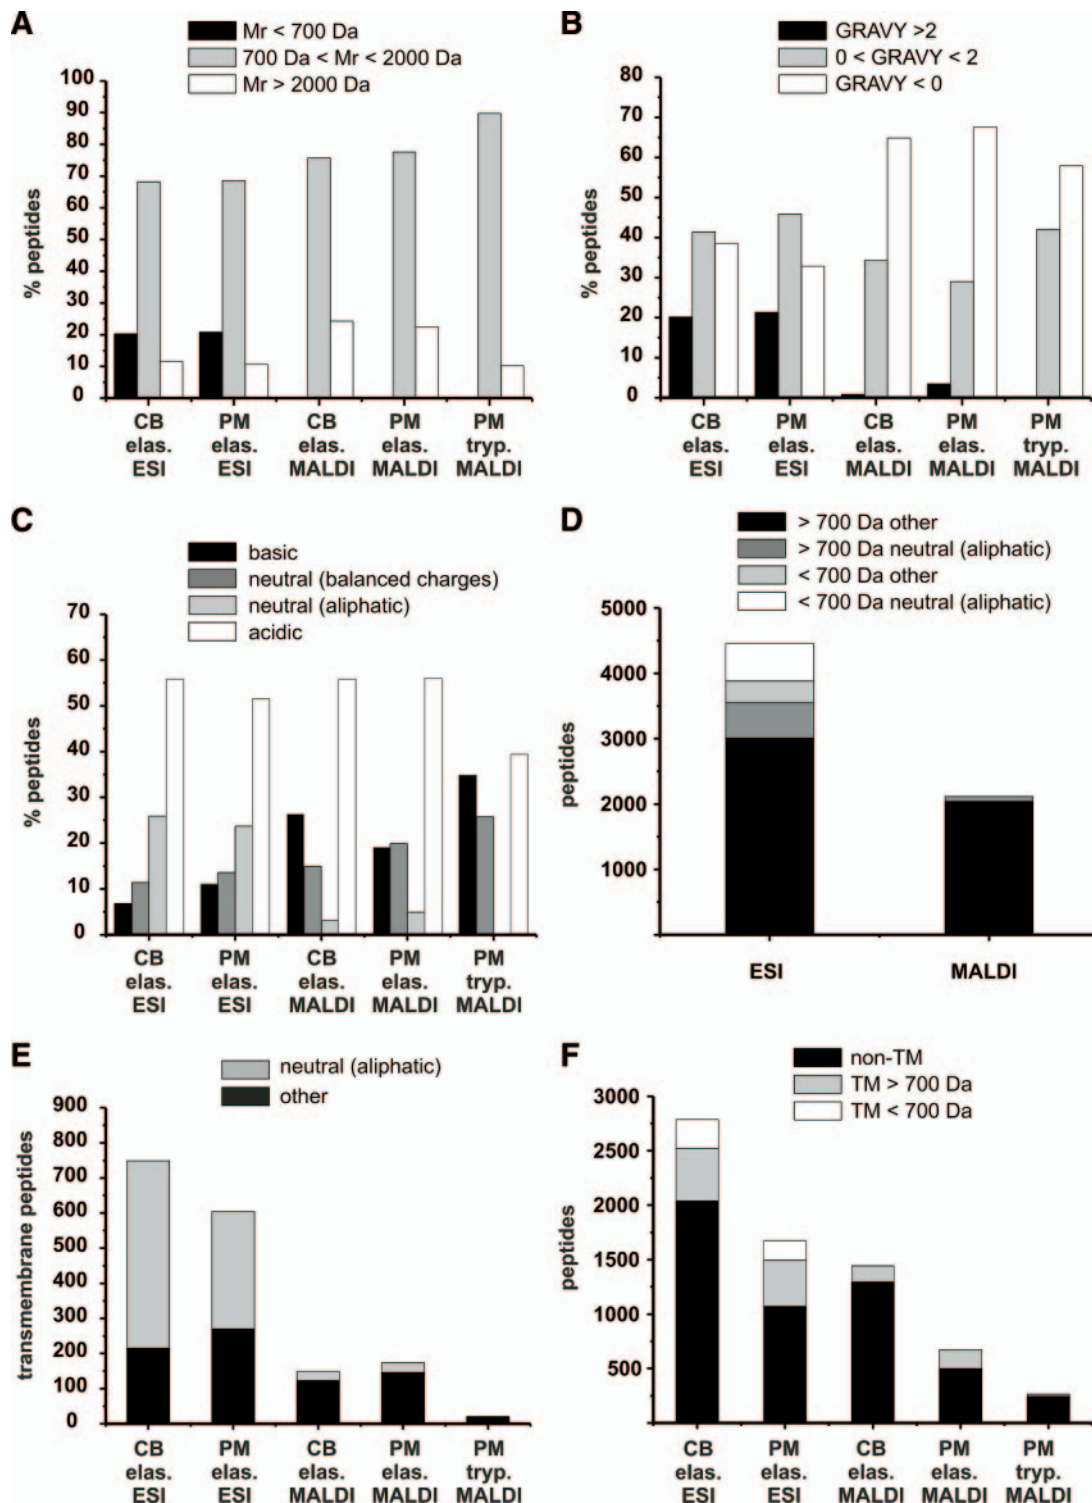 A
Mr < 700 Da
700 Da < Mr < 2000 Da
Mr > 2000 Da
100
90
80
70
60
50
40
30
20
10
0
% peptides
CB elas. ESI
PM elas. ESI
CB elas. MALDI
PM elas. MALDI
PM tryp. MALDI
B
GRAVY >2
0 < GRAVY < 2
GRAVY < 0
80
70
60
50
40
30
20
10
0
% peptides
CB elas. ESI
PM elas. ESI
CB elas. MALDI
PM elas. MALDI
PM tryp. MALDI
C
basic
neutral (balanced charges)
neutral (aliphatic)
acidic
70
60
50
40
30
20
10
0
% peptides
CB elas. ESI
PM elas. ESI
CB elas. MALDI
PM elas. MALDI
PM tryp. MALDI
D
> 700 Da other
> 700 Da neutral (aliphatic)
< 700 Da other
< 700 Da neutral (aliphatic)
5000
4000
3000
2000
1000
peptides
ESI
MALDI
E
neutral (aliphatic)
other
900
800
700
600
500
400
300
200
100
0
transmembrane peptides
CB elas. ESI
PM elas. ESI
CB elas. MALDI
PM elas. MALDI
PM tryp. MALDI
F
non-TM
TM > 700 Da
TM < 700 Da
3000
2500
2000
1500
1000
500
peptides
CB elas. ESI
PM elas. ESI
CB elas. MALDI
PM elas. MALDI
PM tryp. MALDI